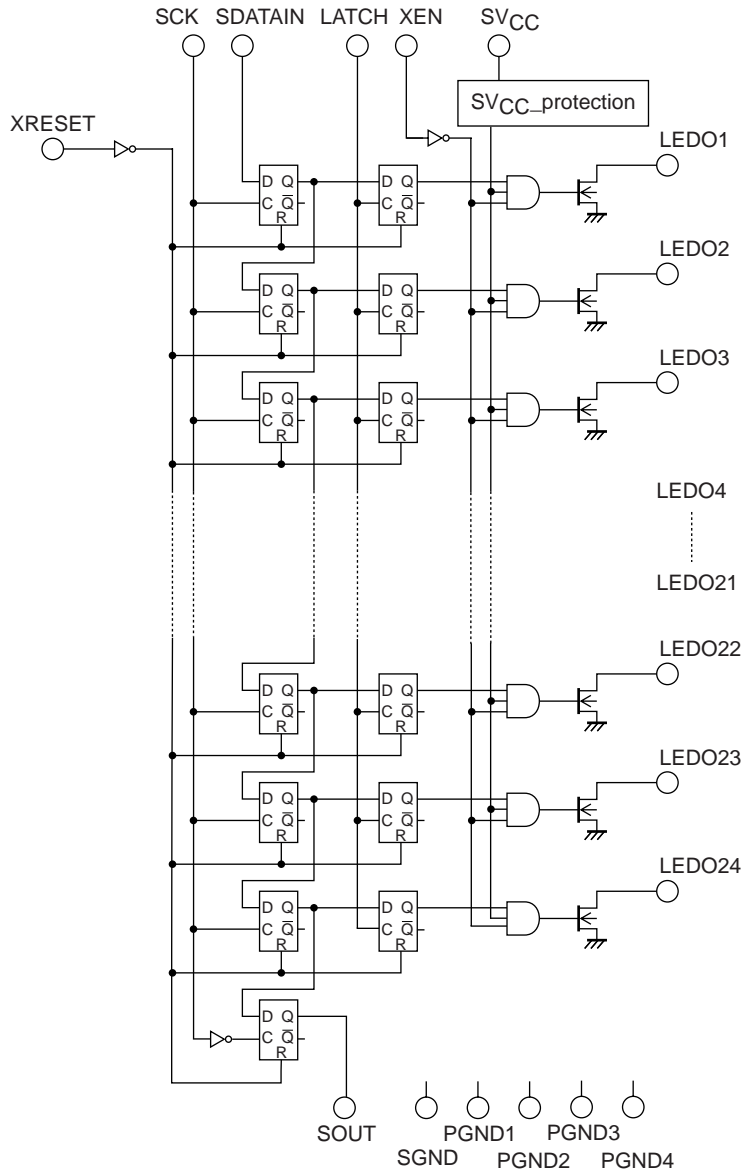 SCK SDATAIN LATCH XEN SVCC
SVCC_protection
XRESET
LEDO1
D Q D Q
C Q̅ C Q̅
R R
LEDO2
D Q D Q
C Q̅ C Q̅
R R
LEDO3
D Q D Q
C Q̅ C Q̅
R R
LEDO4
LEDO21
LEDO22
D Q D Q
C Q̅ C Q̅
R R
LEDO23
D Q D Q
C Q̅ C Q̅
R R
LEDO24
D Q D Q
C Q̅ C Q̅
R R
D Q
C Q̅
R
SOUT SGND PGND1 PGND2 PGND3 PGND4